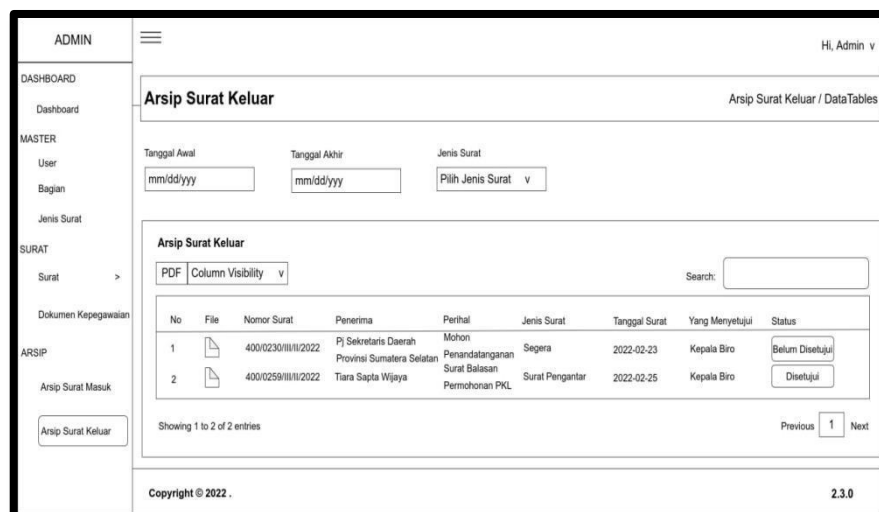 ADMIN
Hi, Admin v
DASHBOARD
Dashboard
MASTER
User
Bagian
Jenis Surat
SURAT
Surat >
Dokumen Kepegawaian
ARSIP
Arsip Surat Masuk
Arsip Surat Keluar
Arsip Surat Keluar
Arsip Surat Keluar / DataTables
Tanggal Awal Tanggal Akhir Jenis Surat
mm/dd/yyy mm/dd/yyy Pilih Jenis Surat v
Arsip Surat Keluar
PDF Column Visibility v Search:
No File Nomor Surat Penerima Perihal Jenis Surat Tanggal Surat Yang Menyetujui Status
1 400/0230/III/II/2022 Pj Sekretaris Daerah Provinsi Sumatera Selatan Mohon Penandatanganan Segera 2022-02-23 Kepala Biro Belum Disetujui
2 400/0259/III/II/2022 Tiara Sapta Wijaya Surat Balasan Permohonan PKL Surat Pengantar 2022-02-25 Kepala Biro Disetujui
Showing 1 to 2 of 2 entries Previous 1 Next
Copyright © 2022 . 2.3.0